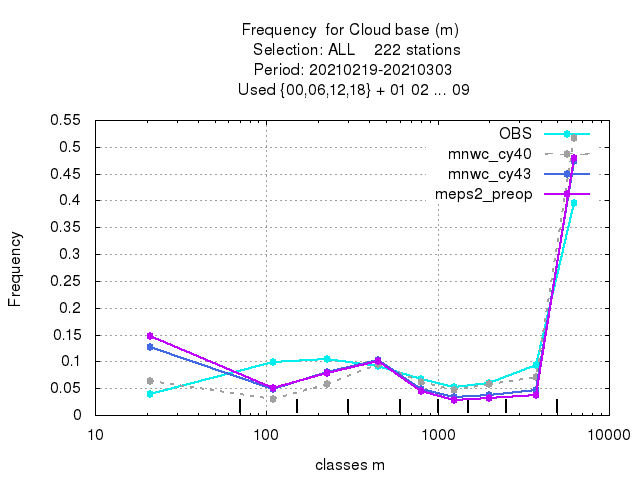 Frequency  for Cloud base (m)
Selection: ALL    222 stations
Period: 20210219-20210303
Used {00,06,12,18} + 01 02 ... 09
OBS
mnwc_cy40
mnwc_cy43
meps2_preop
0.55
0.5
0.45
0.4
0.35
0.3
0.25
0.2
0.15
0.1
0.05
0
Frequency
10 100 1000 10000
classes m